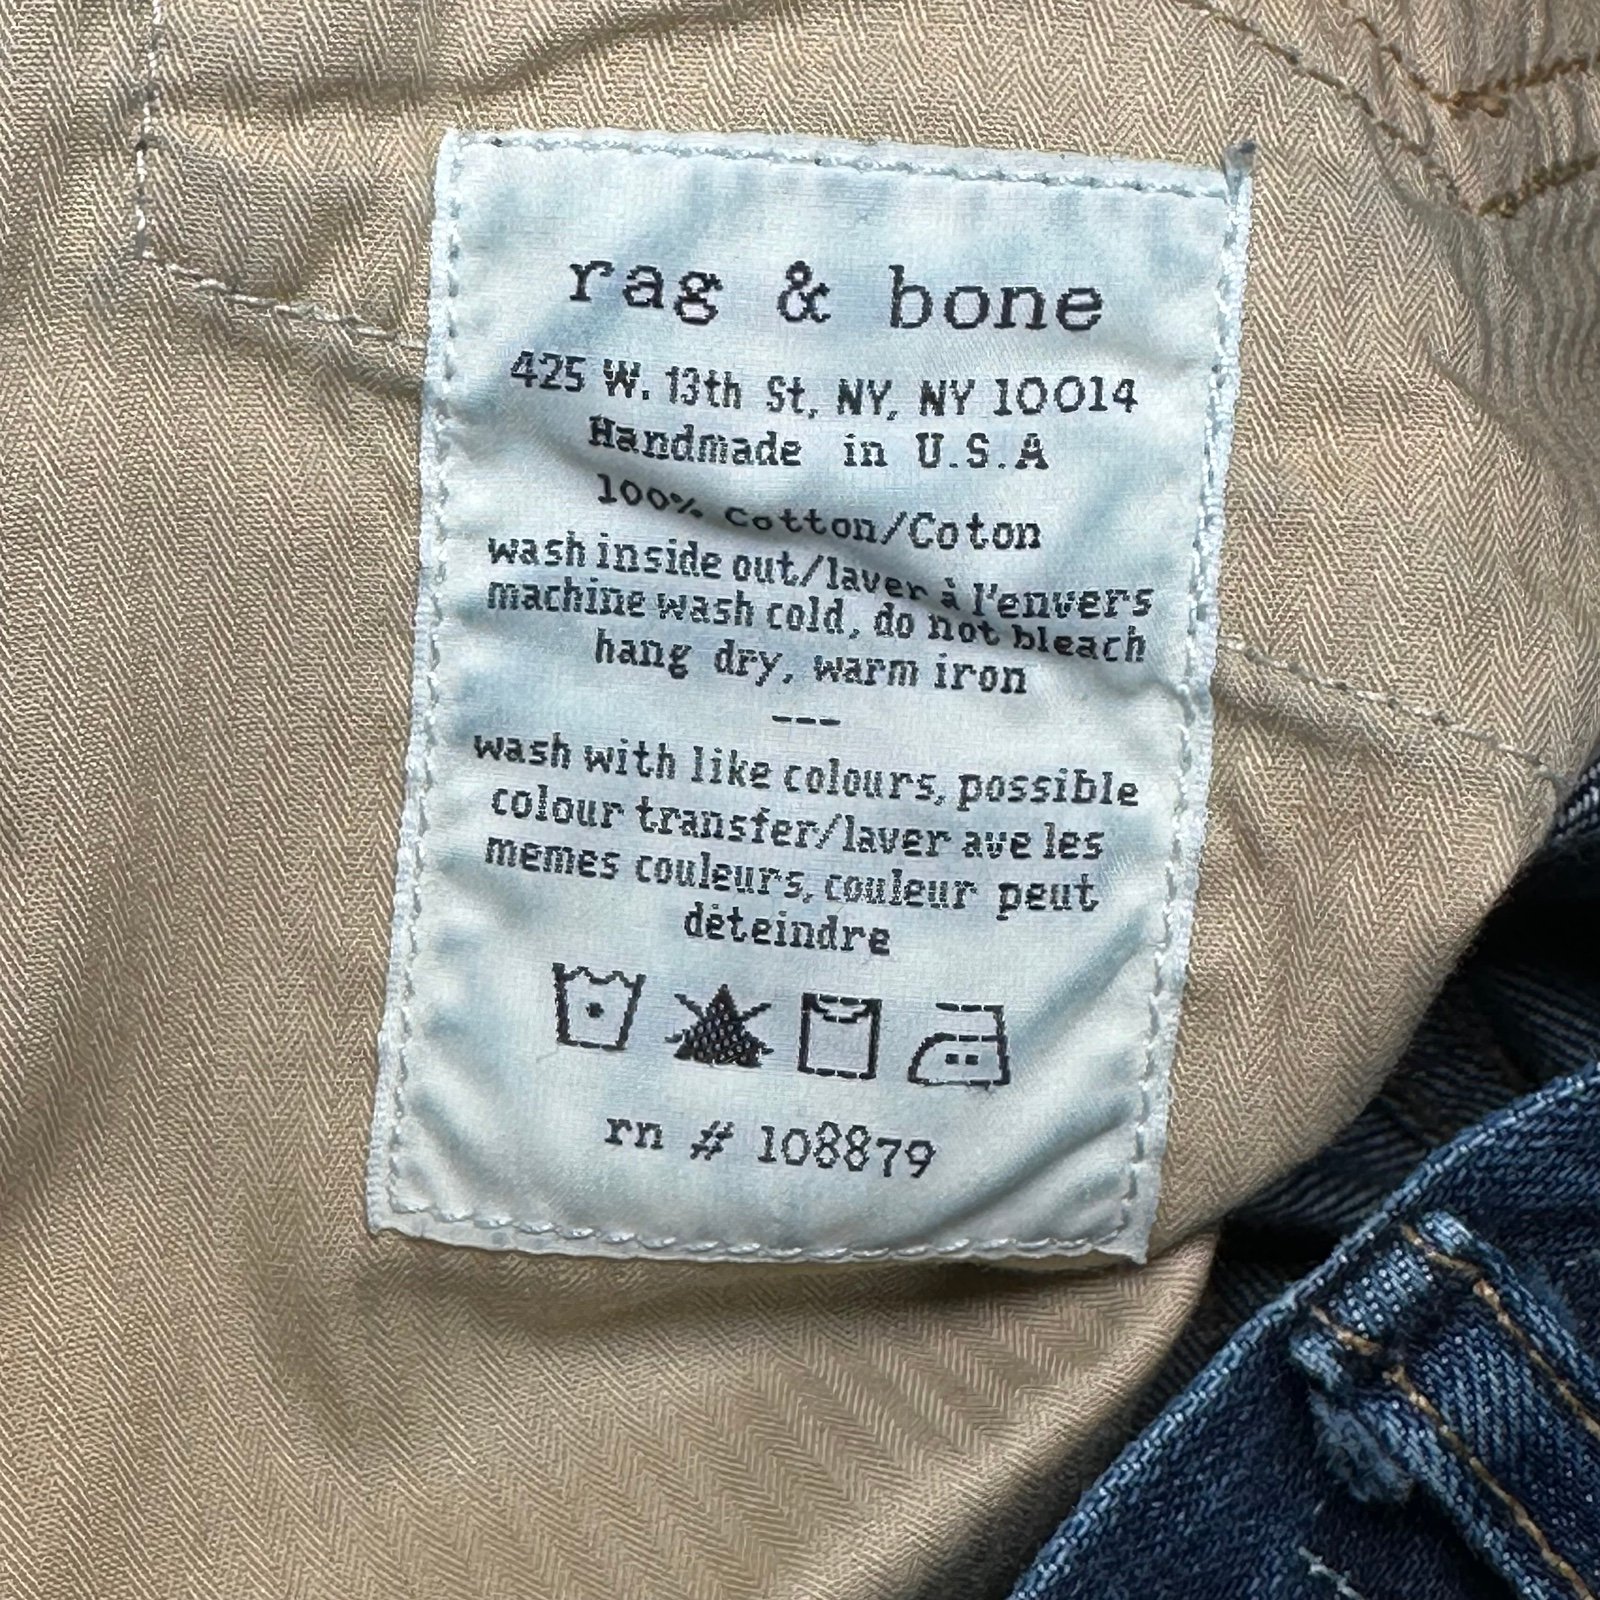 rag & bone
425 W. 13th St, NY, NY 10014
Handmade in U.S.A
100% cotton/Coton
wash inside out/laver à l'envers
machine wash cold, do not bleach
hang dry, warm iron
---
wash with like colours, possible
colour transfer/laver ave les
memes couleurs, couleur peut
déteindre
rn # 108879